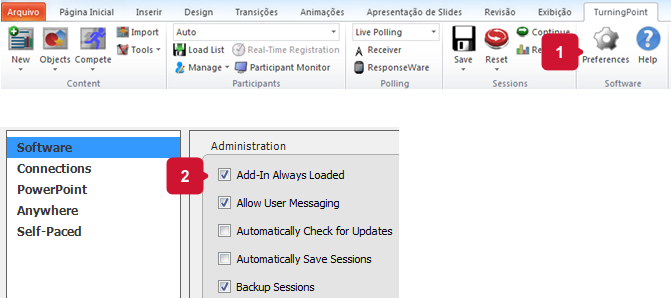 Arquivo Página Inicial Inserir Design Transições Animações Apresentação de Slides Revisão Exibição TurningPoint
New Objects Compete Import Tools
Content
Auto
Load List Real-Time Registration
Manage Participant Monitor
Participants
Live Polling
Receiver
ResponseWare
Polling
Save Reset Continue
Sessions
1
Preferences Help
Software
Software
Connections
PowerPoint
Anywhere
Self-Paced
Administration
2
Add-In Always Loaded
Allow User Messaging
Automatically Check for Updates
Automatically Save Sessions
Backup Sessions